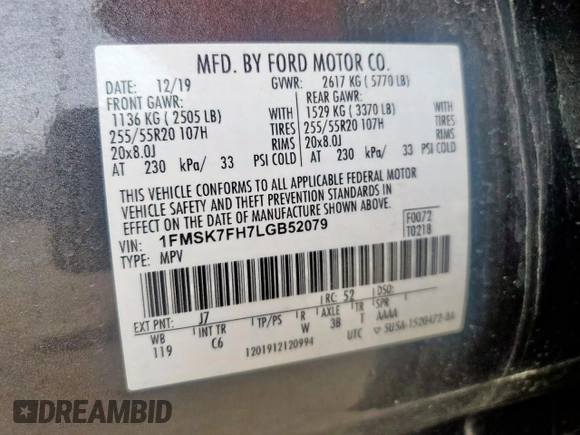 MFD. BY FORD MOTOR CO.
DATE: 12/19 GVWR: 2617 KG ( 5770 LB)
FRONT GAWR: REAR GAWR:
1136 KG ( 2505 LB) 1529 KG ( 3370 LB)
255/55R20 107H TIRES 255/55R20 107H TIRES
20x8.0J RIMS 20x8.0J RIMS
AT 230 kPa/ 33 PSI COLD AT 230 kPa/ 33 PSI COLD
THIS VEHICLE CONFORMS TO ALL APPLICABLE FEDERAL MOTOR
VEHICLE SAFETY AND THEFT PREVENTION STANDARDS IN
EFFECT ON THE DATE OF MANUFACTURE SHOWN ABOVE.
VIN: 1FMSK7FH7LGB52079 F0072
TYPE: MPV T0218
EXT PNT: J7 RC: 52 DSO:
WB INT TR TP/PS R AXLE TR SPR
119 C6 W 3B T AAAA
1201912120994 UTC 5USA-1520472-BA
DREAMBID